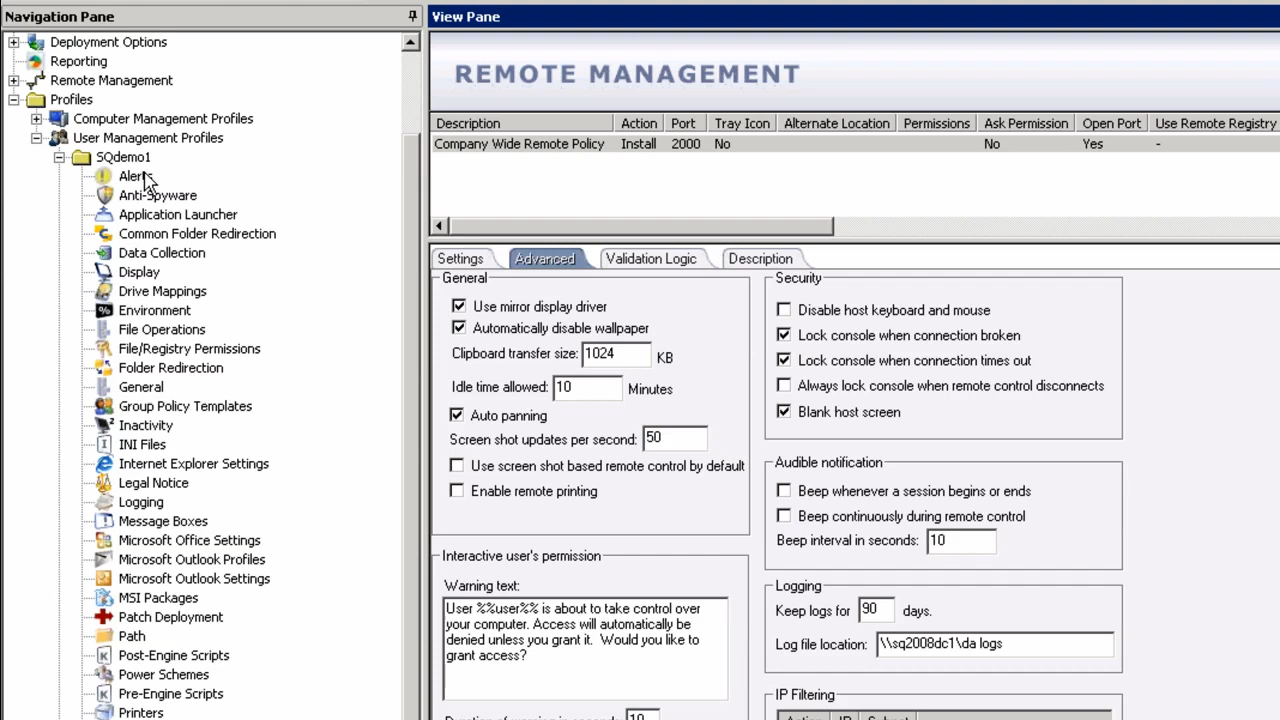 Navigation Pane
Deployment Options
Reporting
Remote Management
Profiles
Computer Management Profiles
User Management Profiles
SQdemo1
Alerts
Anti-Spyware
Application Launcher
Common Folder Redirection
Data Collection
Display
Drive Mappings
Environment
File Operations
File/Registry Permissions
Folder Redirection
General
Group Policy Templates
Inactivity
INI Files
Internet Explorer Settings
Legal Notice
Logging
Message Boxes
Microsoft Office Settings
Microsoft Outlook Profiles
Microsoft Outlook Settings
MSI Packages
Patch Deployment
Path
Post-Engine Scripts
Power Schemes
Pre-Engine Scripts
Printers
View Pane
REMOTE MANAGEMENT
Description Action Port Tray Icon Alternate Location Permissions Ask Permission Open Port Use Remote Registry
Company Wide Remote Policy Install 2000 No No Yes -
Settings Advanced Validation Logic Description
General
Use mirror display driver
Automatically disable wallpaper
Clipboard transfer size: 1024 KB
Idle time allowed: 10 Minutes
Auto panning
Screen shot updates per second: 50
Use screen shot based remote control by default
Enable remote printing
Interactive user's permission
Warning text:
User %%user%% is about to take control over
your computer. Access will automatically be
denied unless you grant it. Would you like to
grant access?
Duration of warning in seconds: 10
Security
Disable host keyboard and mouse
Lock console when connection broken
Lock console when connection times out
Always lock console when remote control disconnects
Blank host screen
Audible notification
Beep whenever a session begins or ends
Beep continuously during remote control
Beep interval in seconds: 10
Logging
Keep logs for 90 days.
Log file location: \\sq2008dc1\da logs
IP Filtering
Action IP Subnet